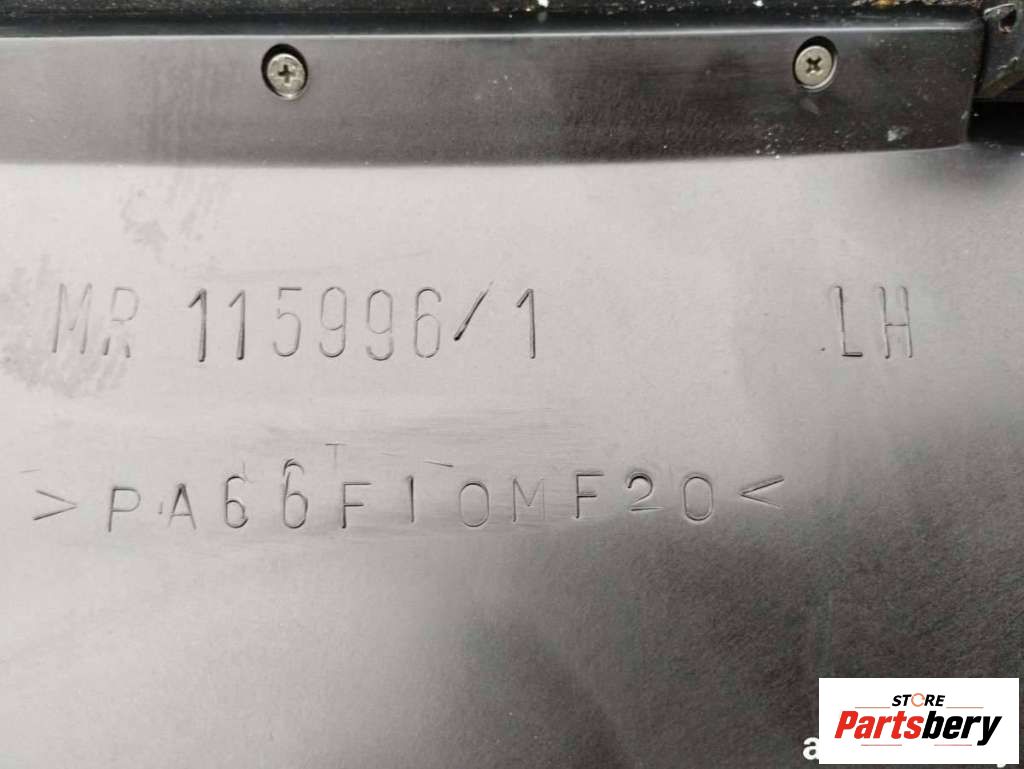 MR 115996/1 LH
>PA66F10MF20<
STORE
Partsbery